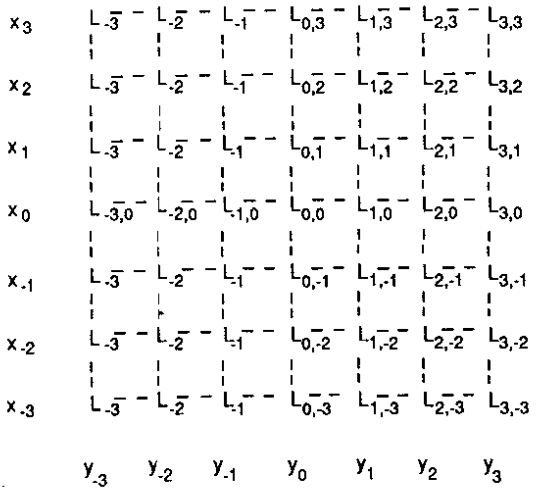 x3 L-3 L-2 L-1 L0,3 L1,3 L2,3 L3,3
x2 L-3 L-2 L-1 L0,2 L1,2 L2,2 L3,2
x1 L-3 L-2 L-1 L0,1 L1,1 L2,1 L3,1
x0 L-3,0 L-2,0 L-1,0 L0,0 L1,0 L2,0 L3,0
x-1 L-3 L-2 L-1 L0,-1 L1,-1 L2,-1 L3,-1
x-2 L-3 L-2 L-1 L0,-2 L1,-2 L2,-2 L3,-2
x-3 L-3 L-2 L-1 L0,-3 L1,-3 L2,-3 L3,-3
y-3 y-2 y-1 y0 y1 y2 y3